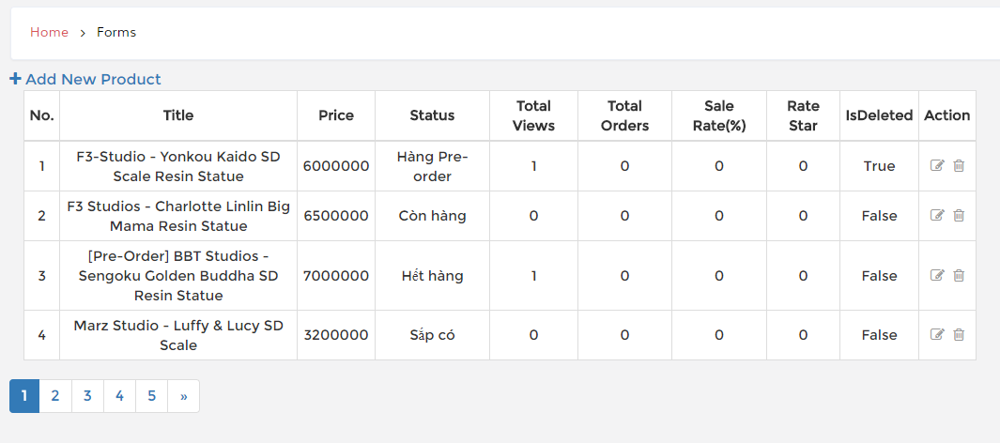 Home > Forms
+ Add New Product
No. Title Price Status Total Views Total Orders Sale Rate(%) Rate Star IsDeleted Action
1 F3-Studio - Yonkou Kaido SD Scale Resin Statue 6000000 Hàng Pre-order 1 0 0 0 True
2 F3 Studios - Charlotte Linlin Big Mama Resin Statue 6500000 Còn hàng 0 0 0 0 False
3 [Pre-Order] BBT Studios - Sengoku Golden Buddha SD Resin Statue 7000000 Hết hàng 1 0 0 0 False
4 Marz Studio - Luffy & Lucy SD Scale 3200000 Sắp có 0 0 0 0 False
1 2 3 4 5 »